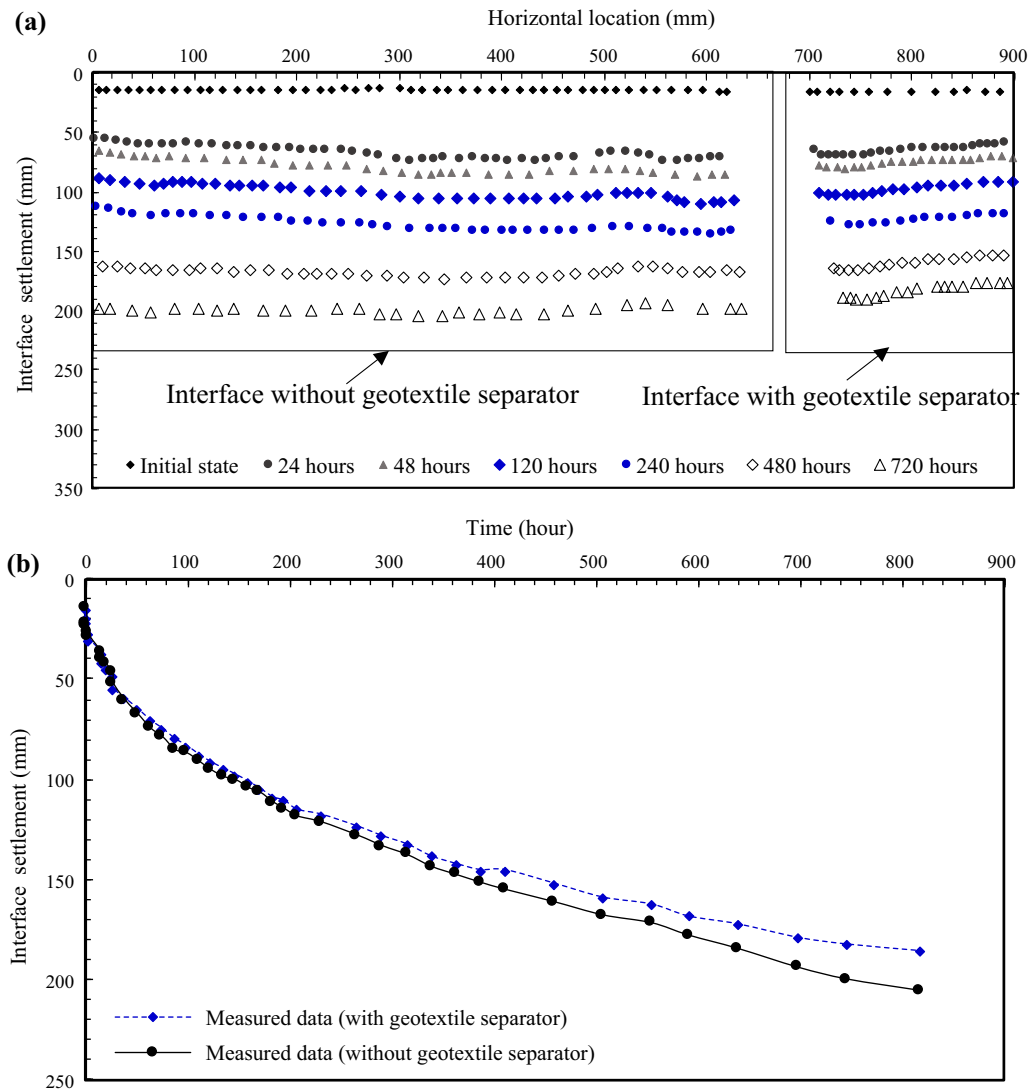 (a)
Horizontal location (mm)
0 100 200 300 400 500 600 700 800 900
0
50
100
150
200
250
300
350
Interface settlement (mm)
Interface without geotextile separator
Interface with geotextile separator
Initial state 24 hours 48 hours 120 hours 240 hours 480 hours 720 hours
Time (hour)
(b)
0 100 200 300 400 500 600 700 800 900
0
50
100
150
200
250
Interface settlement (mm)
Measured data (with geotextile separator)
Measured data (without geotextile separator)